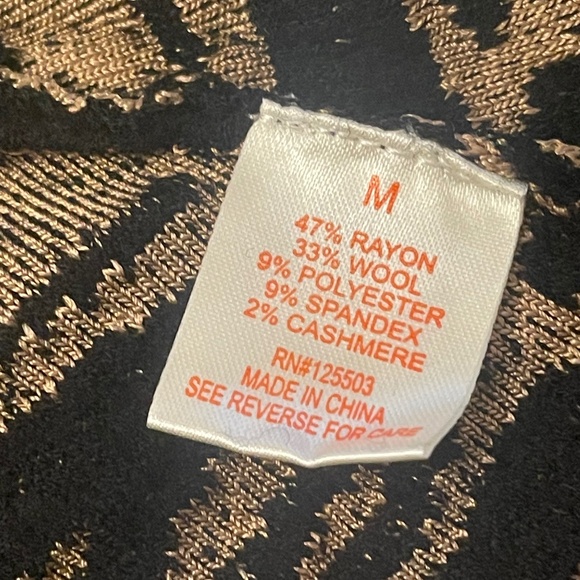 M
47% RAYON
33% WOOL
9% POLYESTER
9% SPANDEX
2% CASHMERE
RN#125503
MADE IN CHINA
SEE REVERSE FOR CARE